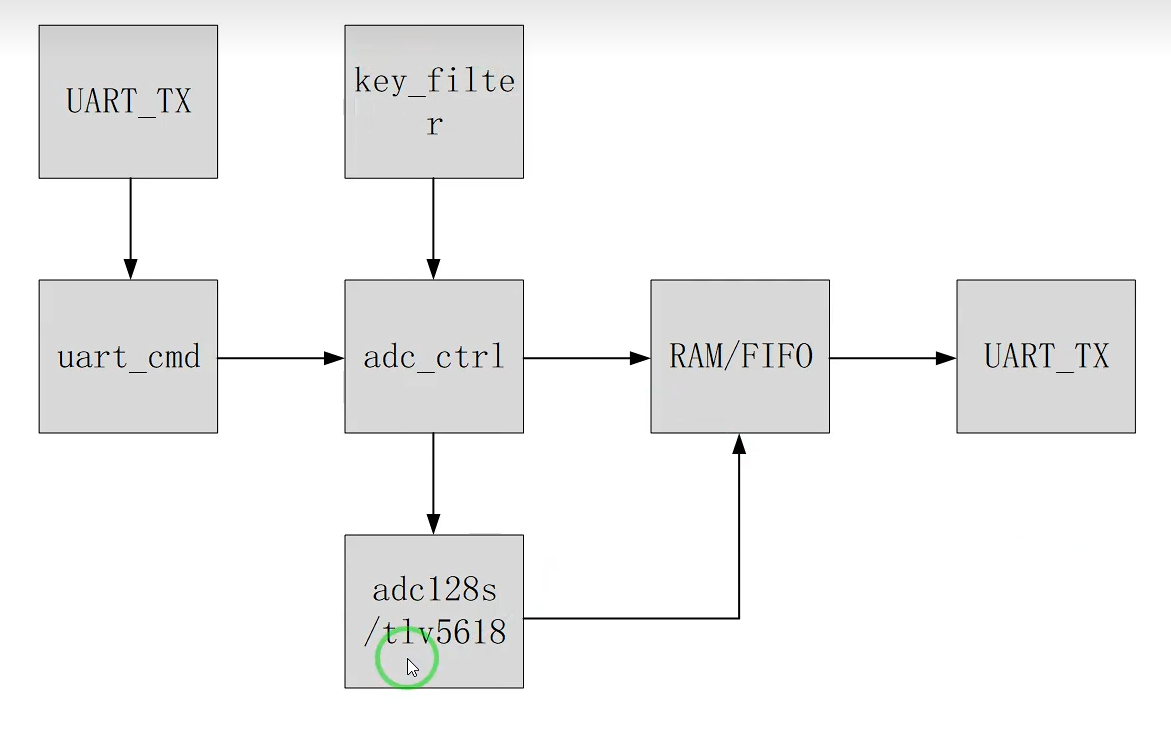 UART_TX
key_filte
r
uart_cmd
adc_ctrl
RAM/FIFO
UART_TX
adc128s
/tlv5618